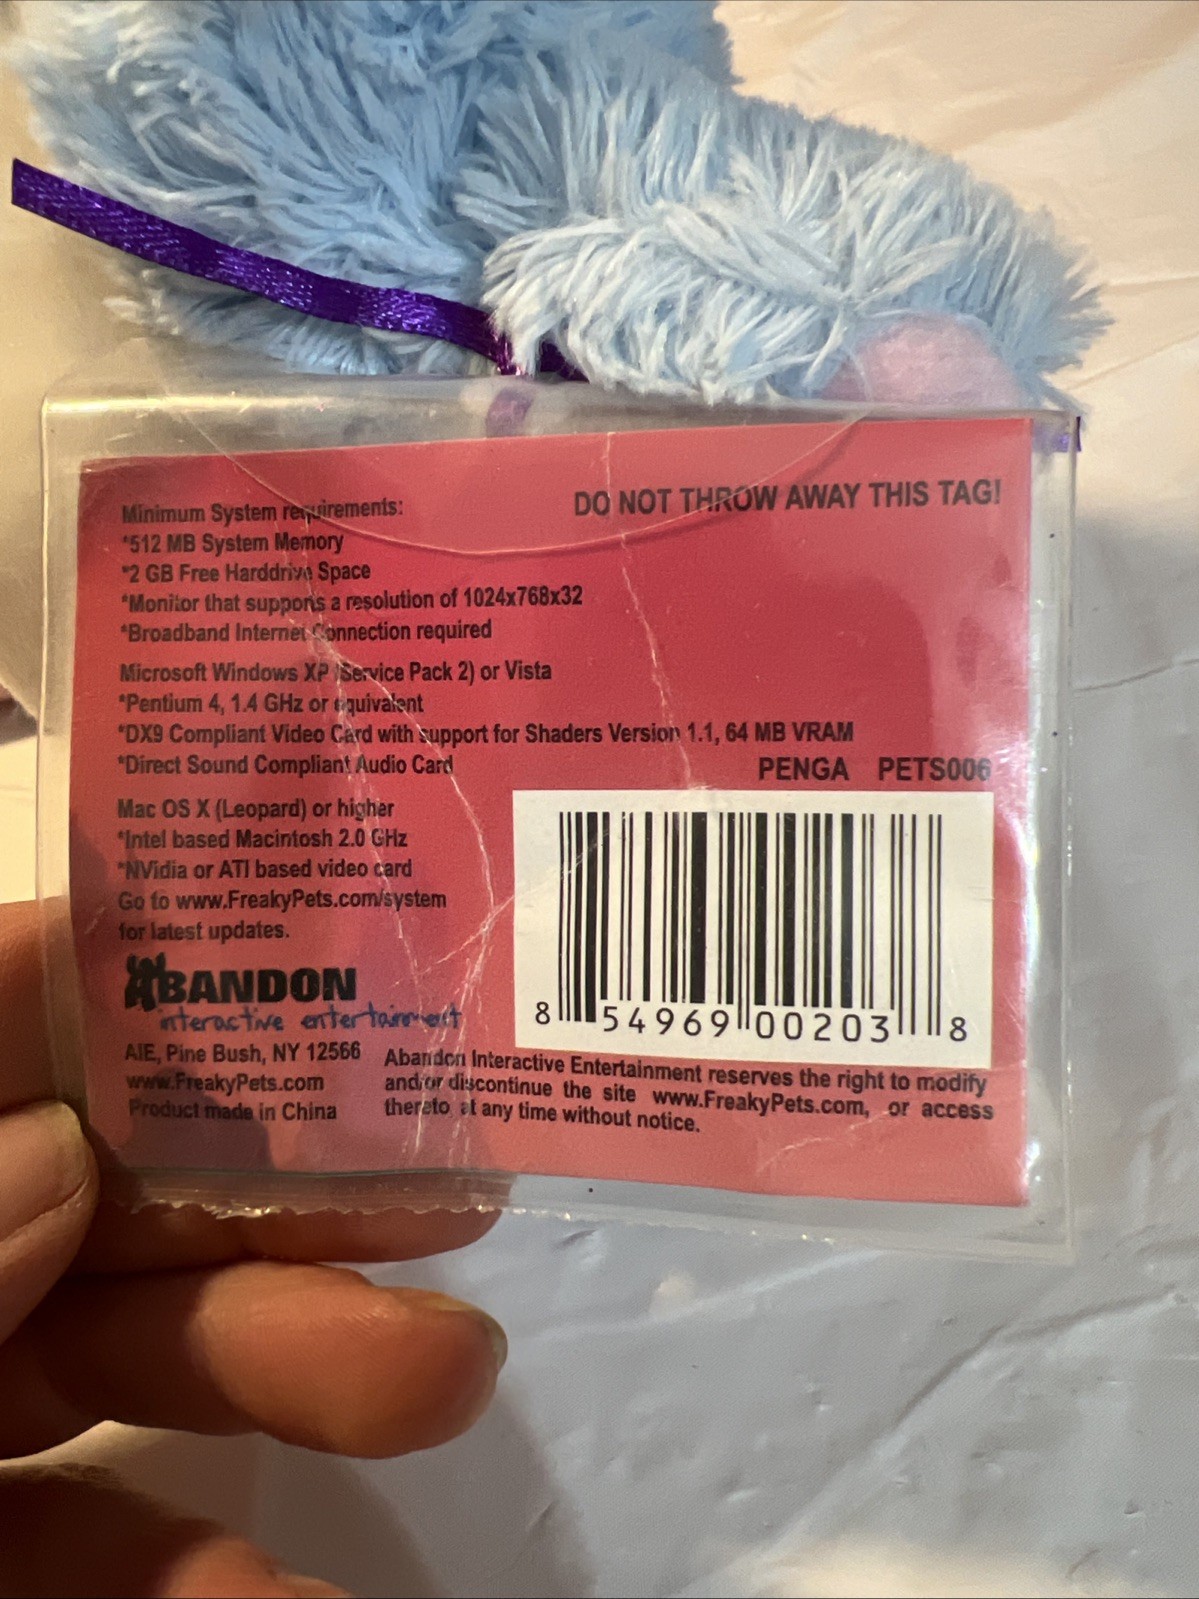 DO NOT THROW AWAY THIS TAG!
Minimum System requirements:
*512 MB System Memory
*2 GB Free Harddrive Space
*Monitor that supports a resolution of 1024x768x32
*Broadband Internet Connection required
Microsoft Windows XP (Service Pack 2) or Vista
*Pentium 4, 1.4 GHz or equivalent
*DX9 Compliant Video Card with support for Shaders Version 1.1, 64 MB VRAM
*Direct Sound Compliant Audio Card
PENGA PETS006
Mac OS X (Leopard) or higher
*Intel based Macintosh 2.0 GHz
*NVidia or ATI based video card
Go to www.FreakyPets.com/system
for latest updates.
ABANDON
interactive entertainment
AIE, Pine Bush, NY 12566
www.FreakyPets.com
Product made in China
8 54969 00203 8
Abandon Interactive Entertainment reserves the right to modify
and/or discontinue the site www.FreakyPets.com, or access
thereto at any time without notice.